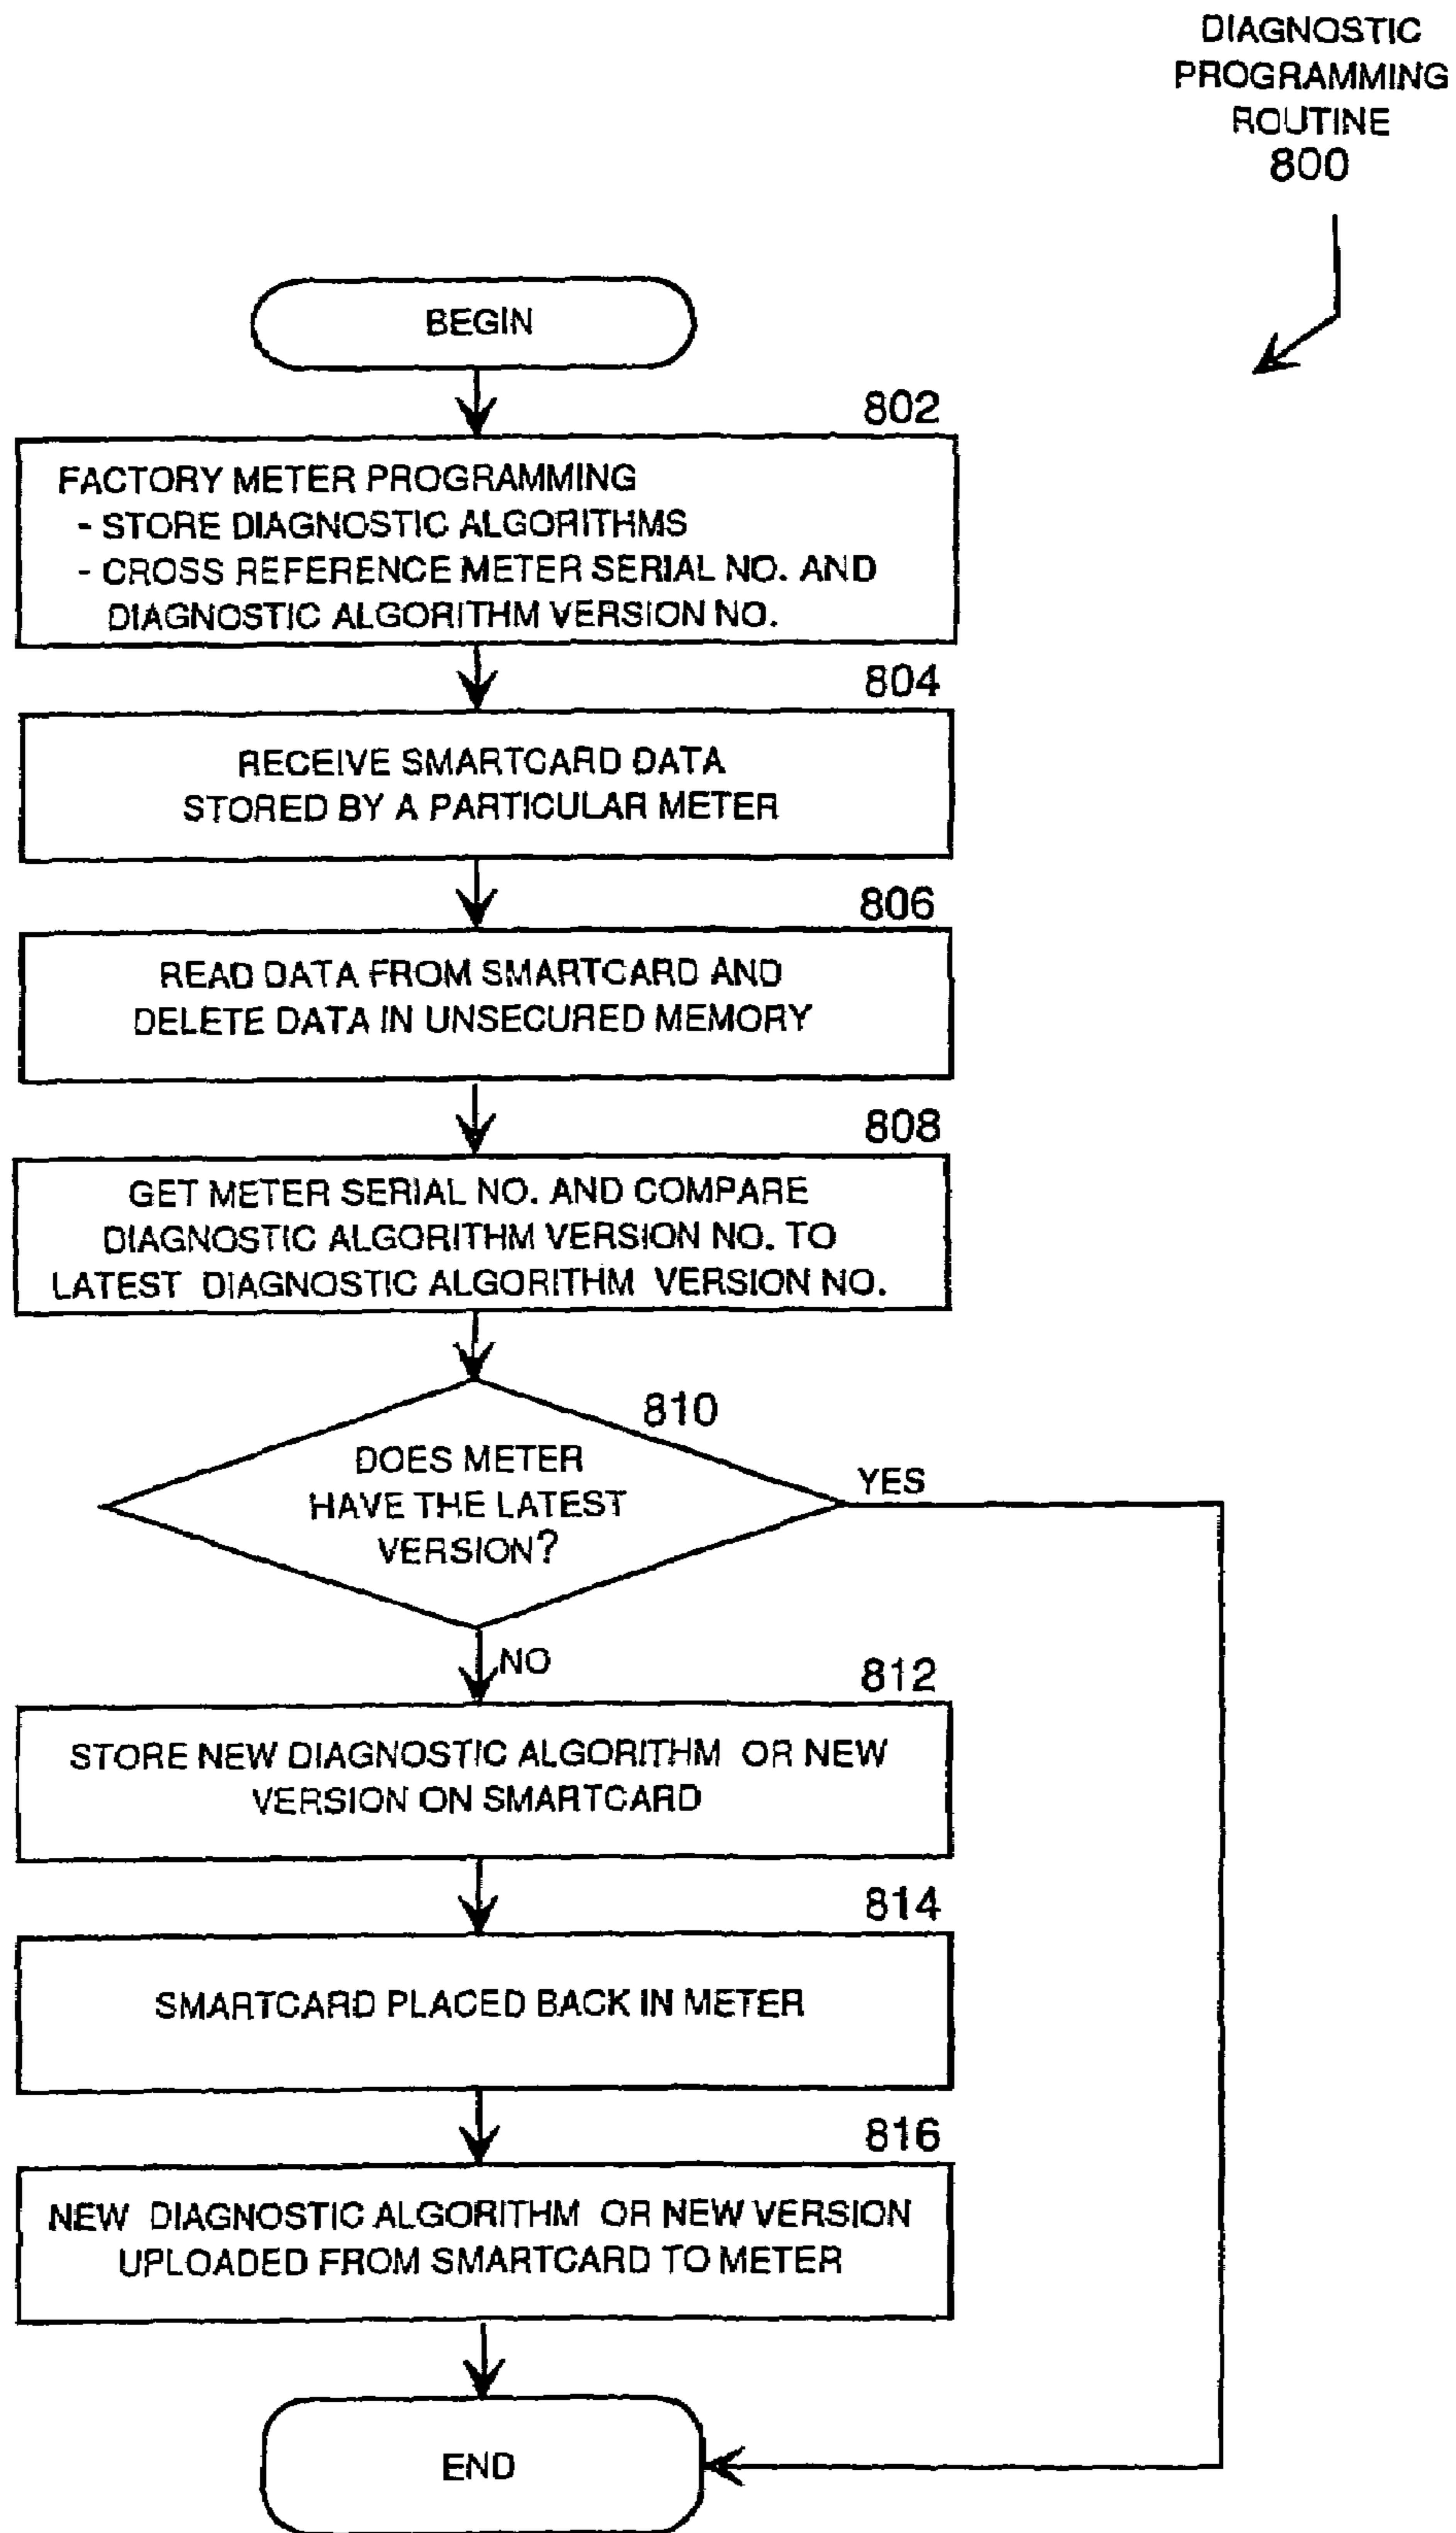 DIAGNOSTIC
PROGRAMMING
ROUTINE
800
BEGIN
802
FACTORY METER PROGRAMMING
- STORE DIAGNOSTIC ALGORITHMS
- CROSS REFERENCE METER SERIAL NO. AND
DIAGNOSTIC ALGORITHM VERSION NO.
804
RECEIVE SMARTCARD DATA
STORED BY A PARTICULAR METER
806
READ DATA FROM SMARTCARD AND
DELETE DATA IN UNSECURED MEMORY
808
GET METER SERIAL NO. AND COMPARE
DIAGNOSTIC ALGORITHM VERSION NO. TO
LATEST DIAGNOSTIC ALGORITHM VERSION NO.
810
DOES METER
HAVE THE LATEST
VERSION?
YES
NO
812
STORE NEW DIAGNOSTIC ALGORITHM OR NEW
VERSION ON SMARTCARD
814
SMARTCARD PLACED BACK IN METER
816
NEW DIAGNOSTIC ALGORITHM OR NEW VERSION
UPLOADED FROM SMARTCARD TO METER
END